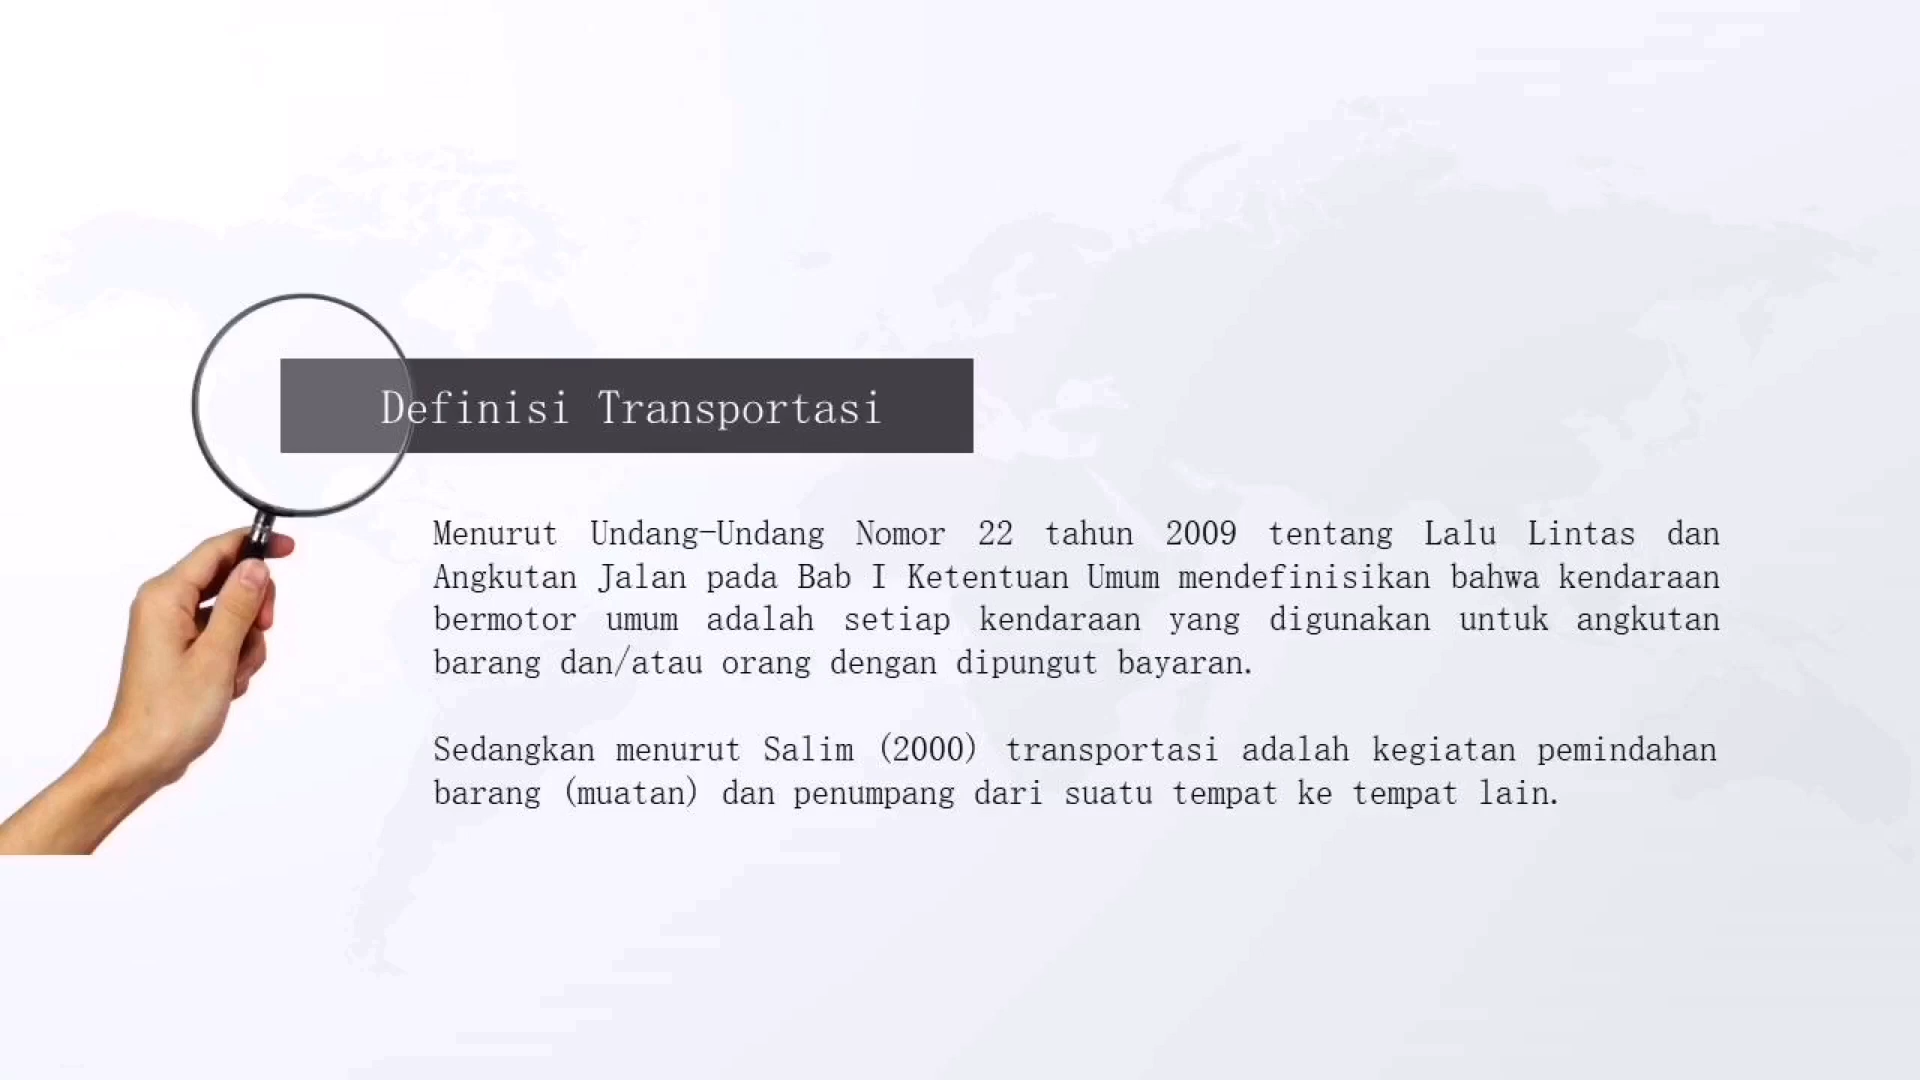 Definisi Transportasi
Menurut Undang-Undang Nomor 22 tahun 2009 tentang Lalu Lintas dan
Angkutan Jalan pada Bab I Ketentuan Umum mendefinisikan bahwa kendaraan
bermotor umum adalah setiap kendaraan yang digunakan untuk angkutan
barang dan/atau orang dengan dipungut bayaran.
Sedangkan menurut Salim (2000) transportasi adalah kegiatan pemindahan
barang (muatan) dan penumpang dari suatu tempat ke tempat lain.